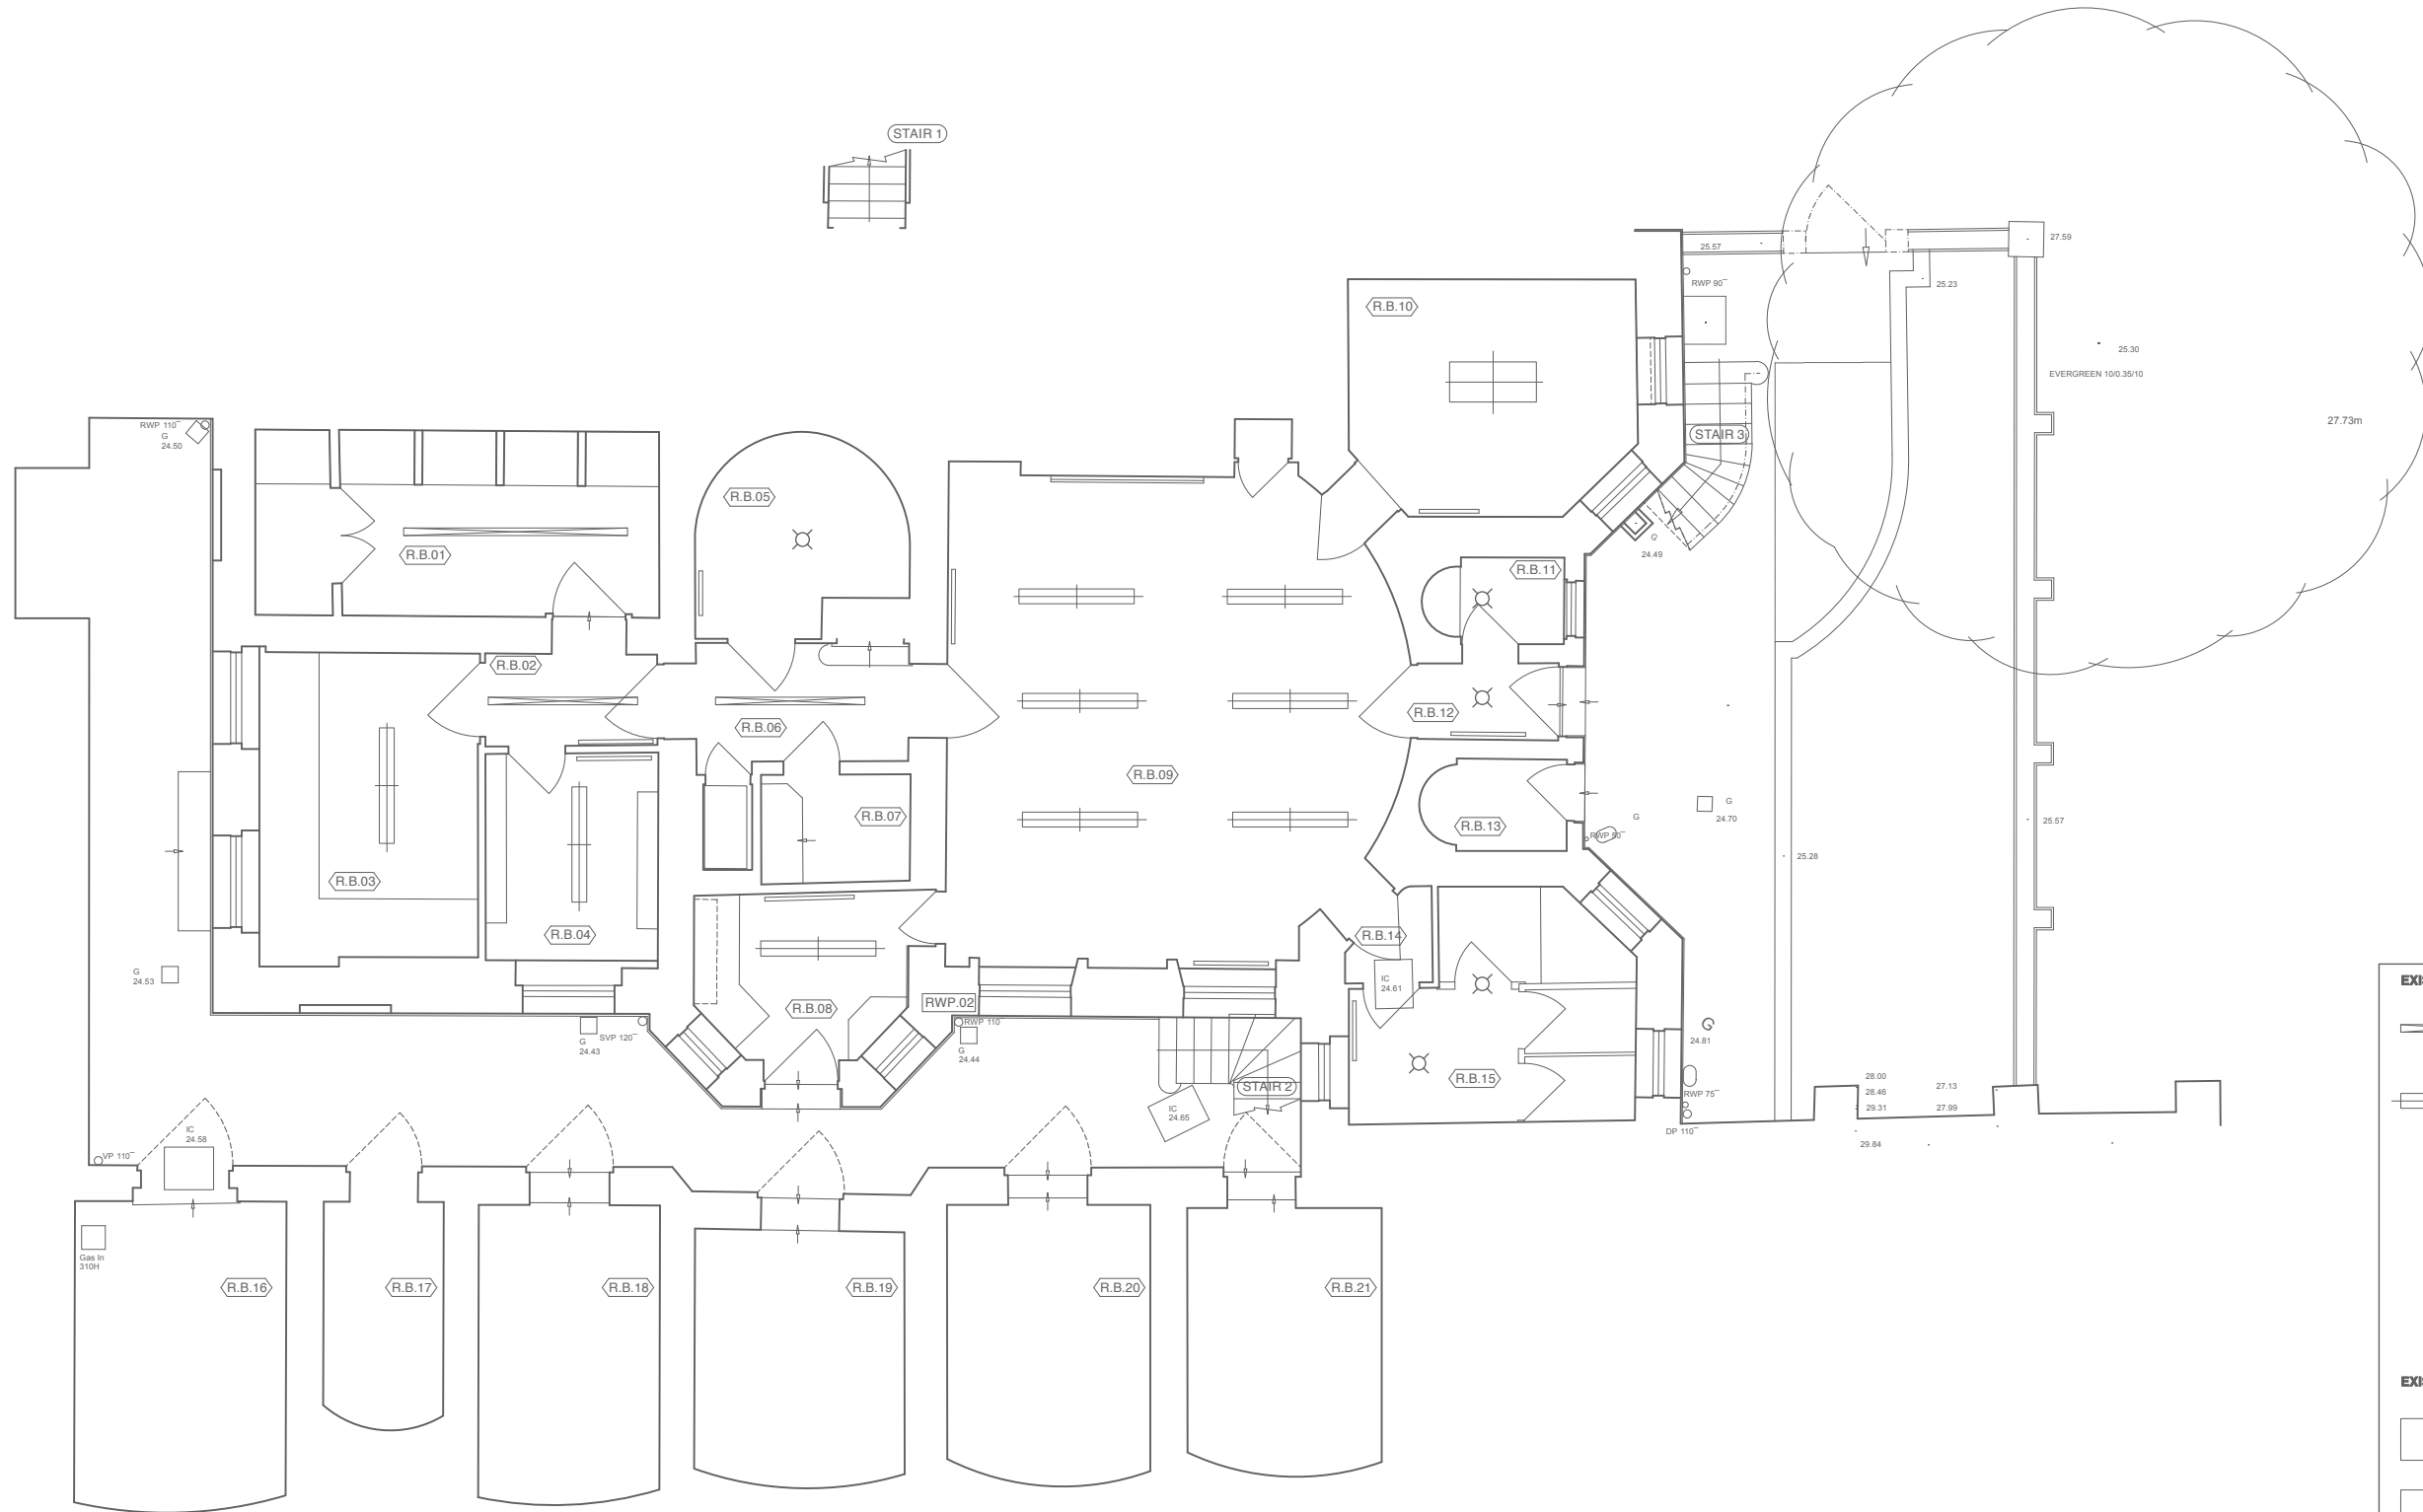 STAIR 1
25.57
27.59
RWP 90¯
25.23
R.B.10
25.30
EVERGREEN 10/0.35/10
27.73m
RWP 110¯
G
24.50
STAIR 3
R.B.05
G
24.49
R.B.01
R.B.11
R.B.02
R.B.06
R.B.12
R.B.09
R.B.07
G
24.70
G
25.57
R.B.13
RWP 50¯
25.28
R.B.03
R.B.04
R.B.14
G
24.53
IC
24.61
EXIS
RWP.02
R.B.08
RWP 110¯
G
24.44
SVP 120¯
G
24.43
G
24.81
STAIR 2
R.B.15
28.00
28.46
29.31
27.13
27.99
RWP 75¯
IC
24.65
DP 110¯
29.84
IC
24.58
VP 110¯
Gas In
310H
R.B.16
R.B.17
R.B.18
R.B.19
R.B.20
R.B.21
EXIS